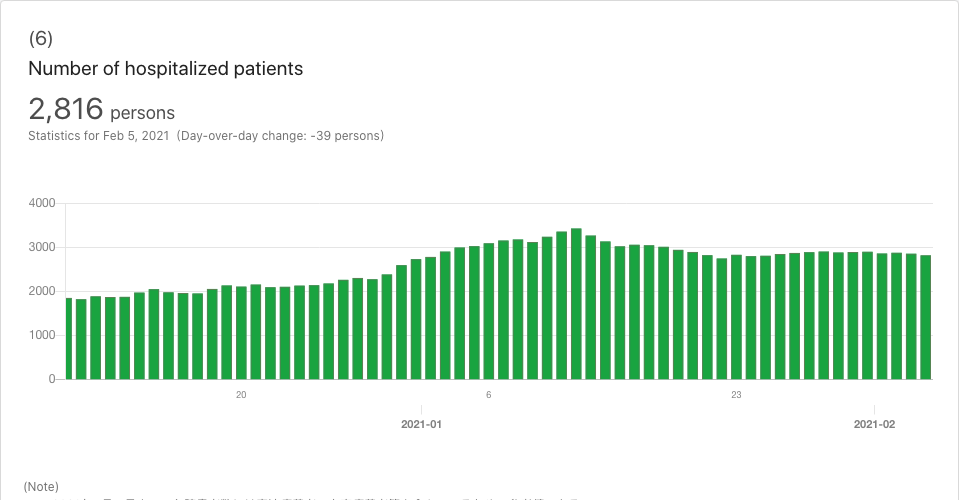 (6)
Number of hospitalized patients
2,816 persons
Statistics for Feb 5, 2021 (Day-over-day change: -39 persons)
4000
3000
2000
1000
0
20 6 23
2021-01 2021-02
(Note)